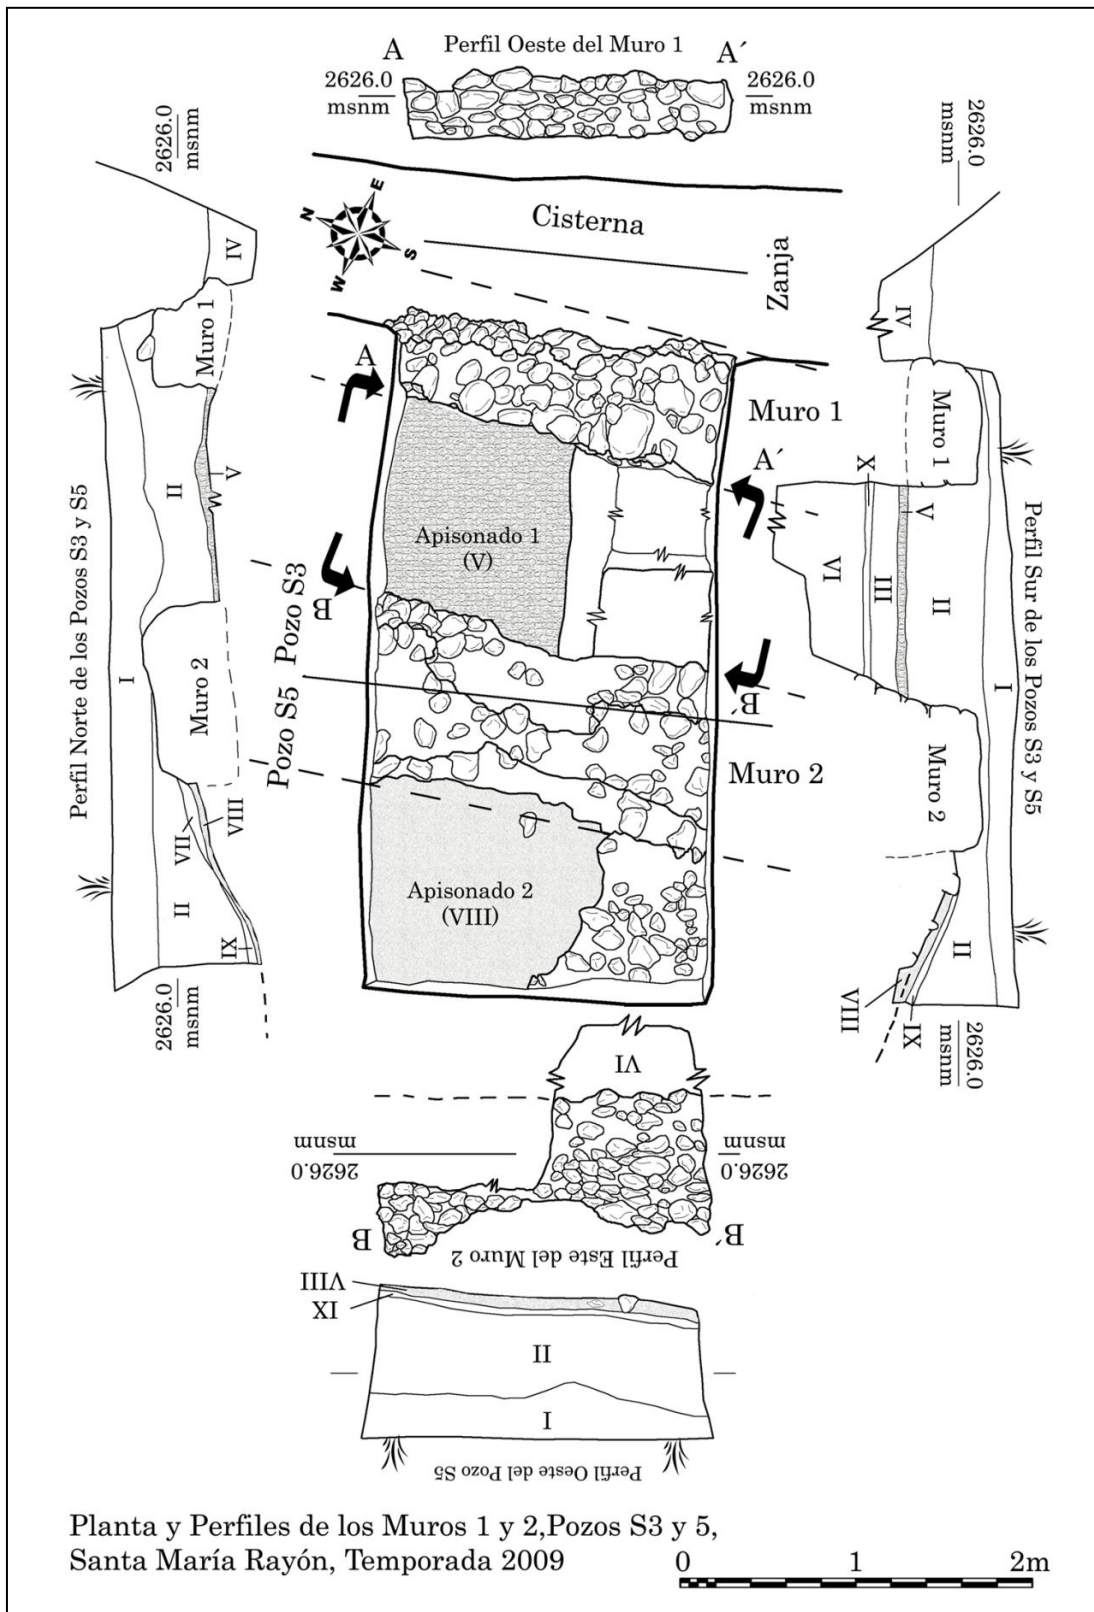 Perfil Oeste del Muro 1
A
A´
2626.0
msnm
2626.0
msnm
2626.0
msnm
2626.0
msnm
N
E
S
W
Cisterna
Zanja
IV
Muro 1
II
V
I
Muro 2
VII
VIII
II
IX
Perfil Norte de los Pozos S3 y S5
2626.0
msnm
A
Muro 1
A´
Apisonado 1
(V)
B
Pozo S3
Pozo S5
B´
Muro 2
Apisonado 2
(VIII)
IV
Muro 1
X
V
VI
III
II
I
Muro 2
II
VIII
IX
Perfil Sur de los Pozos S3 y S5
2626.0
msnm
VI
2626.0
msnm
2626.0
msnm
B
B´
Perfil Este del Muro 2
VIII
IX
II
I
Perfil Oeste del Pozo S5
Planta y Perfiles de los Muros 1 y 2,Pozos S3 y 5,
Santa María Rayón, Temporada 2009
0 1 2m